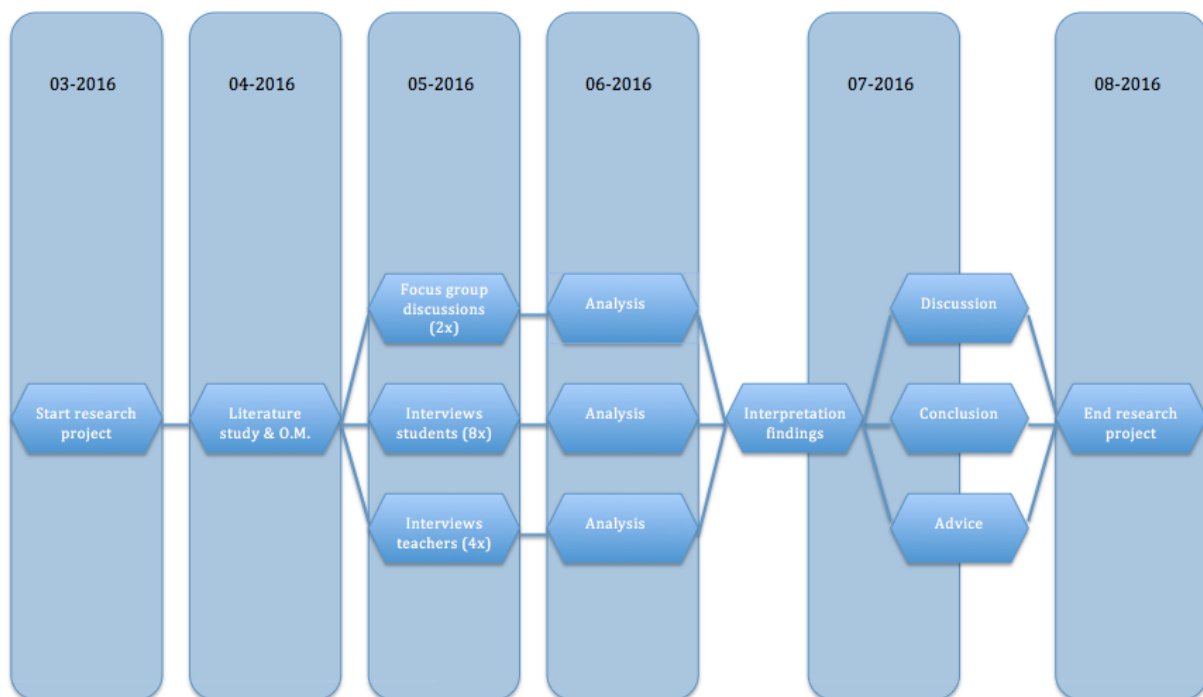 03-2016
04-2016
05-2016
06-2016
07-2016
08-2016
Focus group
discussions
(2x)
Analysis
Discussion
Start research
project
Literature
study & O.M.
Interviews
students (8x)
Analysis
Interpretation
findings
Conclusion
End research
project
Interviews
teachers (4x)
Analysis
Advice